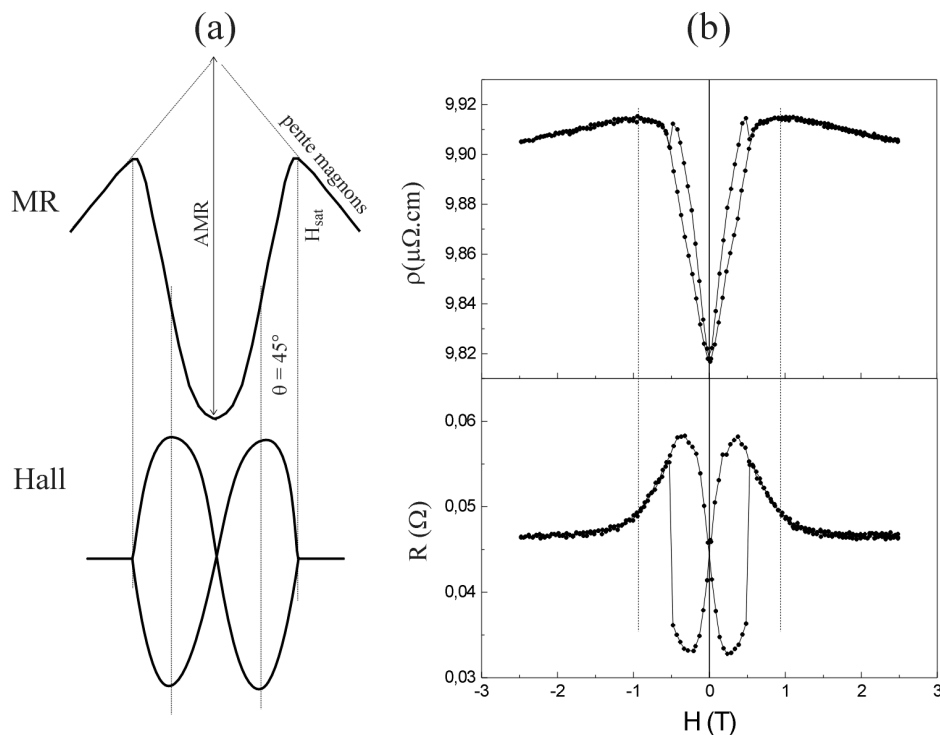 (a)
MR
AMR
pente magnons
H_sat
θ = 45°
Hall
(b)
9,92
9,90
9,88
9,86
9,84
9,82
ρ(μΩ.cm)
0,06
0,05
0,04
0,03
R (Ω)
-3 -2 -1 0 1 2 3
H (T)